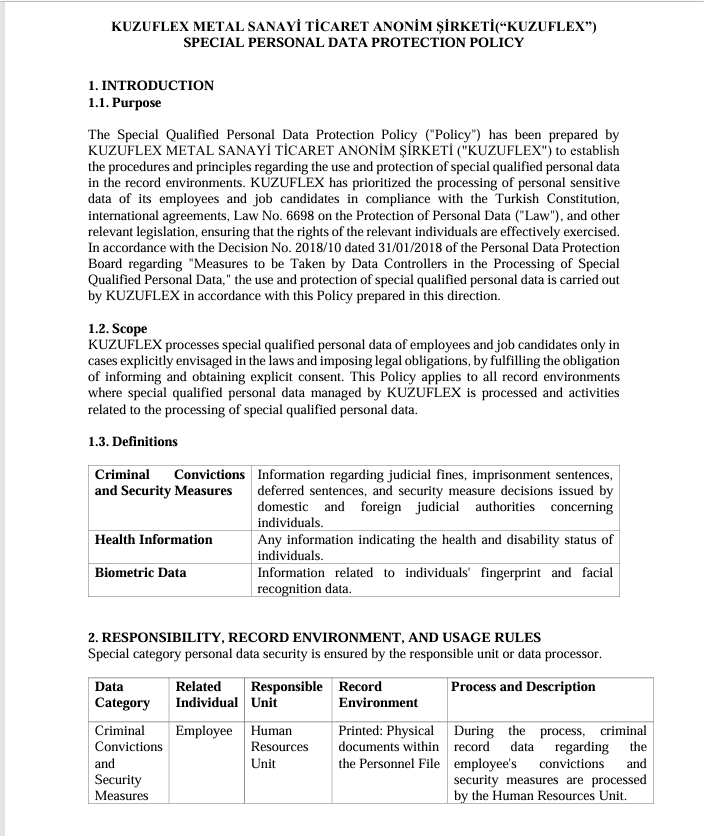 KUZUFLEX METAL SANAYİ TİCARET ANONİM ŞİRKETİ(“KUZUFLEX”)
SPECIAL PERSONAL DATA PROTECTION POLICY
1. INTRODUCTION
1.1. Purpose
The Special Qualified Personal Data Protection Policy ("Policy") has been prepared by
KUZUFLEX METAL SANAYİ TİCARET ANONİM ŞİRKETİ ("KUZUFLEX") to establish
the procedures and principles regarding the use and protection of special qualified personal data
in the record environments. KUZUFLEX has prioritized the processing of personal sensitive
data of its employees and job candidates in compliance with the Turkish Constitution,
international agreements, Law No. 6698 on the Protection of Personal Data ("Law"), and other
relevant legislation, ensuring that the rights of the relevant individuals are effectively exercised.
In accordance with the Decision No. 2018/10 dated 31/01/2018 of the Personal Data Protection
Board regarding "Measures to be Taken by Data Controllers in the Processing of Special
Qualified Personal Data," the use and protection of special qualified personal data is carried out
by KUZUFLEX in accordance with this Policy prepared in this direction.
1.2. Scope
KUZUFLEX processes special qualified personal data of employees and job candidates only in
cases explicitly envisaged in the laws and imposing legal obligations, by fulfilling the obligation
of informing and obtaining explicit consent. This Policy applies to all record environments
where special qualified personal data managed by KUZUFLEX is processed and activities
related to the processing of special qualified personal data.
1.3. Definitions
Criminal Convictions
and Security Measures
Information regarding judicial fines, imprisonment sentences,
deferred sentences, and security measure decisions issued by
domestic and foreign judicial authorities concerning
individuals.
Health Information
Any information indicating the health and disability status of
individuals.
Biometric Data
Information related to individuals' fingerprint and facial
recognition data.
2. RESPONSIBILITY, RECORD ENVIRONMENT, AND USAGE RULES
Special category personal data security is ensured by the responsible unit or data processor.
Data
Category
Related
Individual
Responsible
Unit
Record
Environment
Process and Description
Criminal
Convictions
and
Security
Measures
Employee
Human
Resources
Unit
Printed: Physical
documents within
the Personnel File
During the process, criminal
record data regarding the
employee's convictions and
security measures are processed
by the Human Resources Unit.